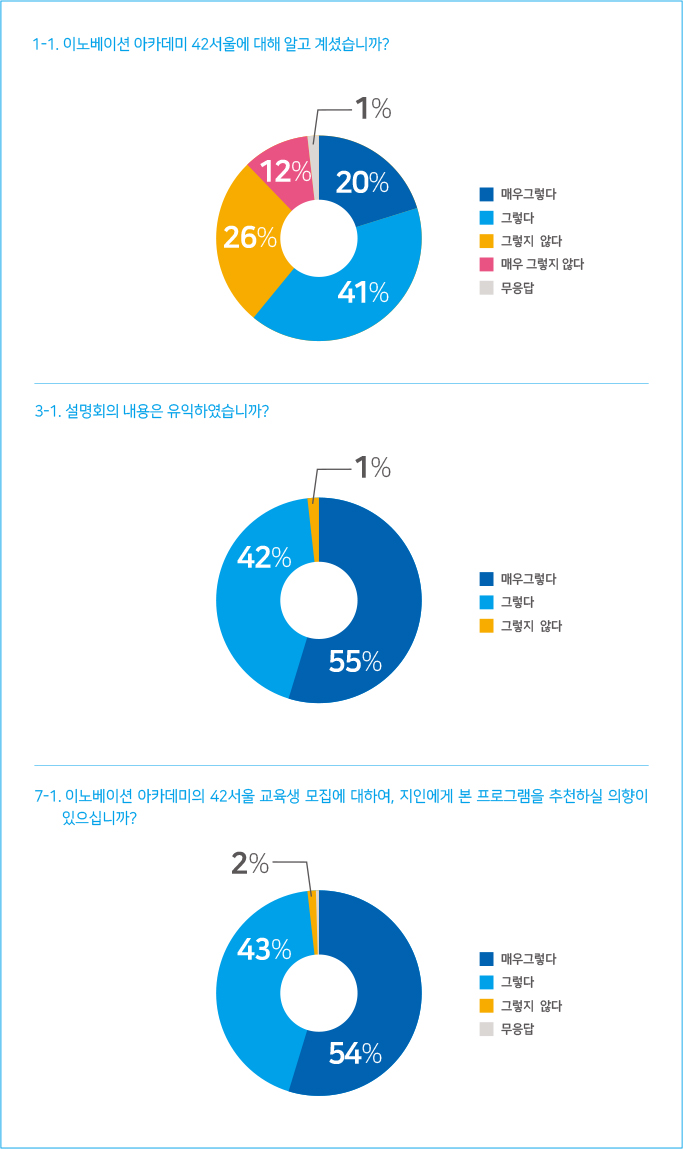 1-1. 이노베이션 아카데미 42서울에 대해 알고 계셨습니까?
1%
20%
12%
26%
41%
매우그렇다
그렇다
그렇지 않다
매우 그렇지 않다
무응답
3-1. 설명회의 내용은 유익하였습니까?
1%
42%
55%
매우그렇다
그렇다
그렇지 않다
7-1. 이노베이션 아카데미의 42서울 교육생 모집에 대하여, 지인에게 본 프로그램을 추천하실 의향이
있으십니까?
2%
43%
54%
매우그렇다
그렇다
그렇지 않다
무응답